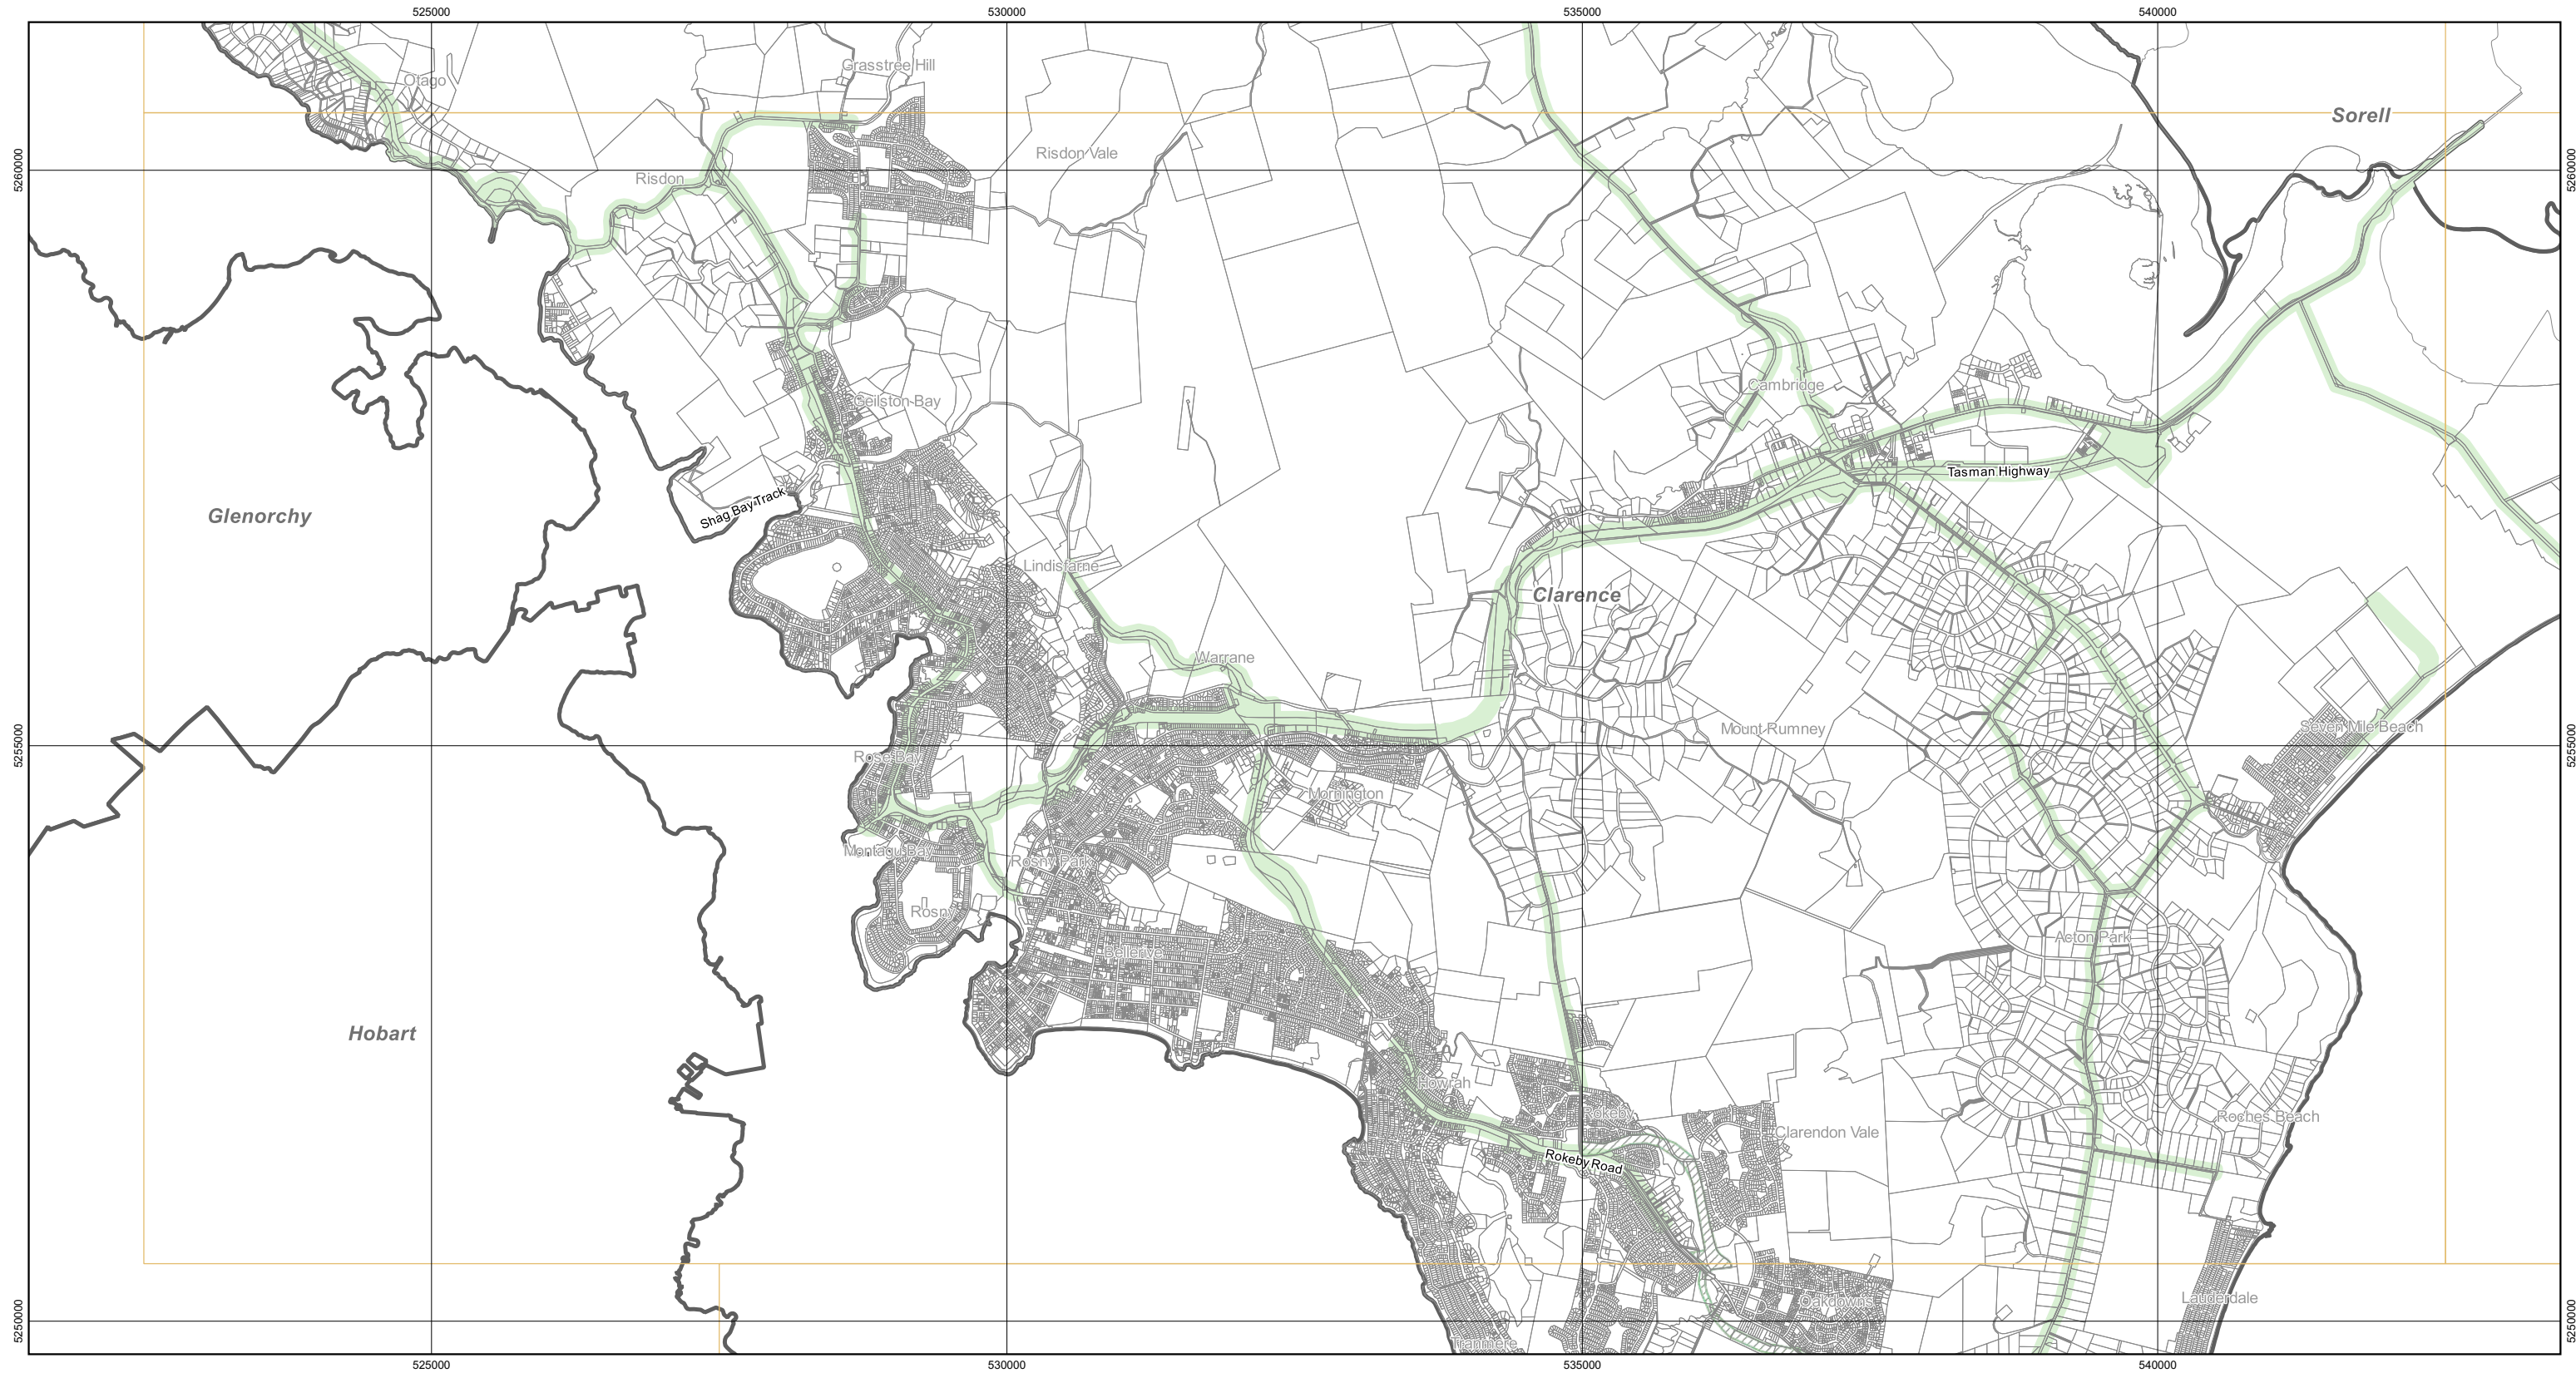 525000
530000
535000
540000
Grasstree Hill
Otago
Sorell
5260000
5260000
Risdon Vale
Risdon
Cambridge
Geilston Bay
Tasman Highway
Shag Bay Track
Glenorchy
Lindisfarne
Clarence
Warrane
Seven Mile Beach
Mount Rumney
5255000
5255000
Rose Bay
Mornington
Montagu Bay
Rosny Park
Rosny
Acton Park
Bellerive
Hobart
Howrah
Rokeby
Roches Beach
Clarendon Vale
Rokeby Road
Lauderdale
Oakdowns
5250000
5250000
Tranmere
525000
530000
535000
540000